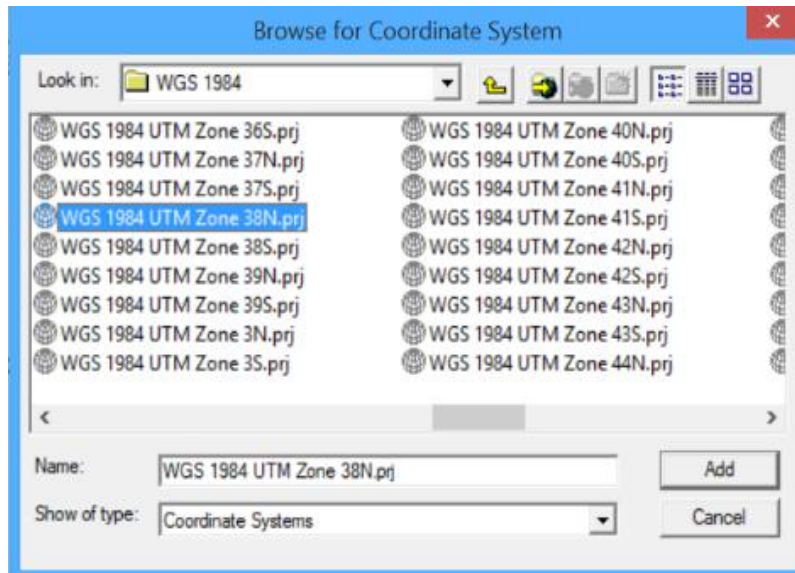 Browse for Coordinate System
Look in: WGS 1984
WGS 1984 UTM Zone 36S.prj
WGS 1984 UTM Zone 37N.prj
WGS 1984 UTM Zone 37S.prj
WGS 1984 UTM Zone 38N.prj
WGS 1984 UTM Zone 38S.prj
WGS 1984 UTM Zone 39N.prj
WGS 1984 UTM Zone 39S.prj
WGS 1984 UTM Zone 3N.prj
WGS 1984 UTM Zone 3S.prj
WGS 1984 UTM Zone 40N.prj
WGS 1984 UTM Zone 40S.prj
WGS 1984 UTM Zone 41N.prj
WGS 1984 UTM Zone 41S.prj
WGS 1984 UTM Zone 42N.prj
WGS 1984 UTM Zone 42S.prj
WGS 1984 UTM Zone 43N.prj
WGS 1984 UTM Zone 43S.prj
WGS 1984 UTM Zone 44N.prj
Name: WGS 1984 UTM Zone 38N.prj
Add
Show of type: Coordinate Systems
Cancel